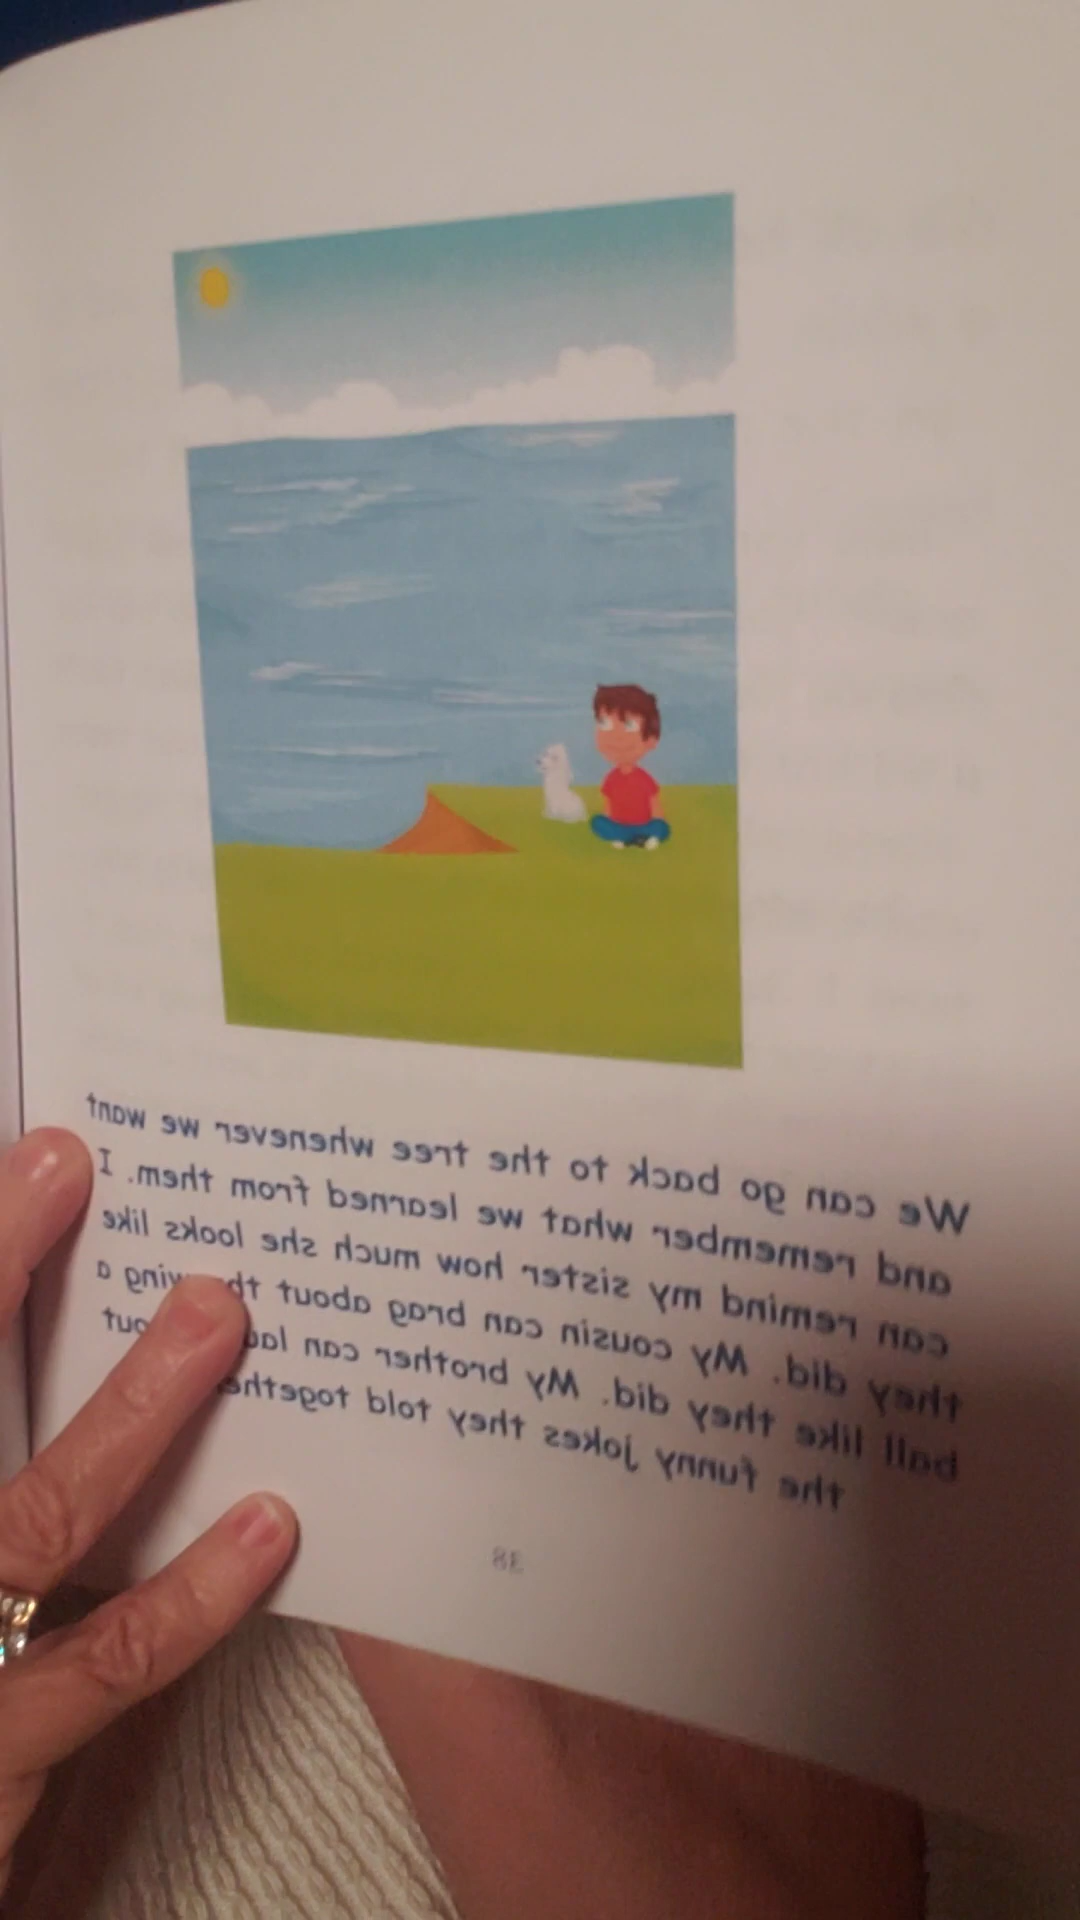 We can go back to the tree whenever we want
and remember what we learned from them. I
can remind my sister how much she looks like
they did. My cousin can brag about throwing a
ball like they did. My brother can out
the funny jokes they told
38